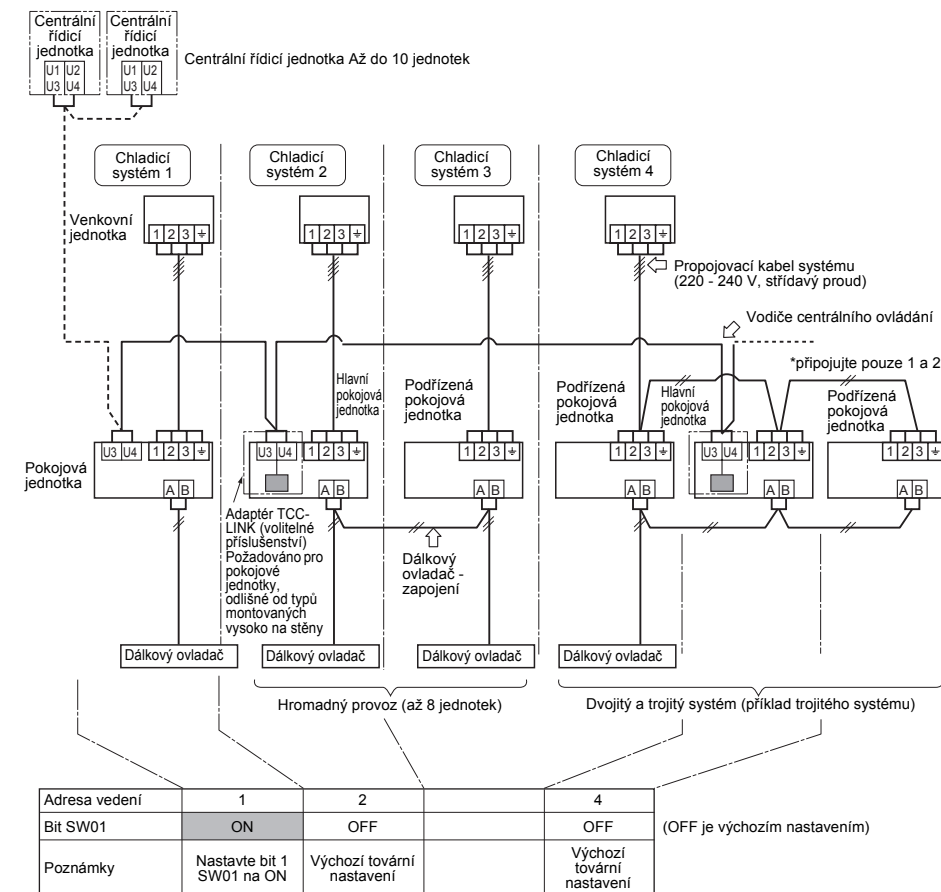 Centrální
řídicí
jednotka
Centrální
řídicí
jednotka
U1 U2
U3 U4
U1 U2
U3 U4
Centrální řídicí jednotka Až do 10 jednotek
Chladicí
systém 1
Chladicí
systém 2
Chladicí
systém 3
Chladicí
systém 4
Venkovní
jednotka
1 2 3 ⏚
1 2 3 ⏚
1 2 3 ⏚
1 2 3 ⏚
Propojovací kabel systému
(220 - 240 V, střídavý proud)
Vodiče centrálního ovládání
*připojujte pouze 1 a 2
Hlavní
pokojová
jednotka
Podřízená
pokojová
jednotka
Podřízená
pokojová
jednotka
Hlavní
pokojová
jednotka
Podřízená
pokojová
jednotka
Pokojová
jednotka
U3 U4
1 2 3 ⏚
U3 U4
1 2 3 ⏚
1 2 3 ⏚
1 2 3 ⏚
U3 U4
1 2 3 ⏚
1 2 3 ⏚
A B
A B
A B
A B
A B
A B
Adaptér TCC-
LINK (volitelné
příslušenství)
Požadováno pro
pokojové
jednotky,
odlišné od typů
montovaných
vysoko na stěny
Dálkový
ovladač -
zapojení
Dálkový ovladač
Dálkový ovladač
Dálkový ovladač
Dálkový ovladač
Hromadný provoz (až 8 jednotek)
Dvojitý a trojitý systém (příklad trojitého systému)
Adresa vedení 1 2 4
Bit SW01 ON OFF OFF (OFF je výchozím nastavením)
Poznámky
Nastavte bit 1
SW01 na ON
Výchozí tovární
nastavení
Výchozí
tovární
nastavení